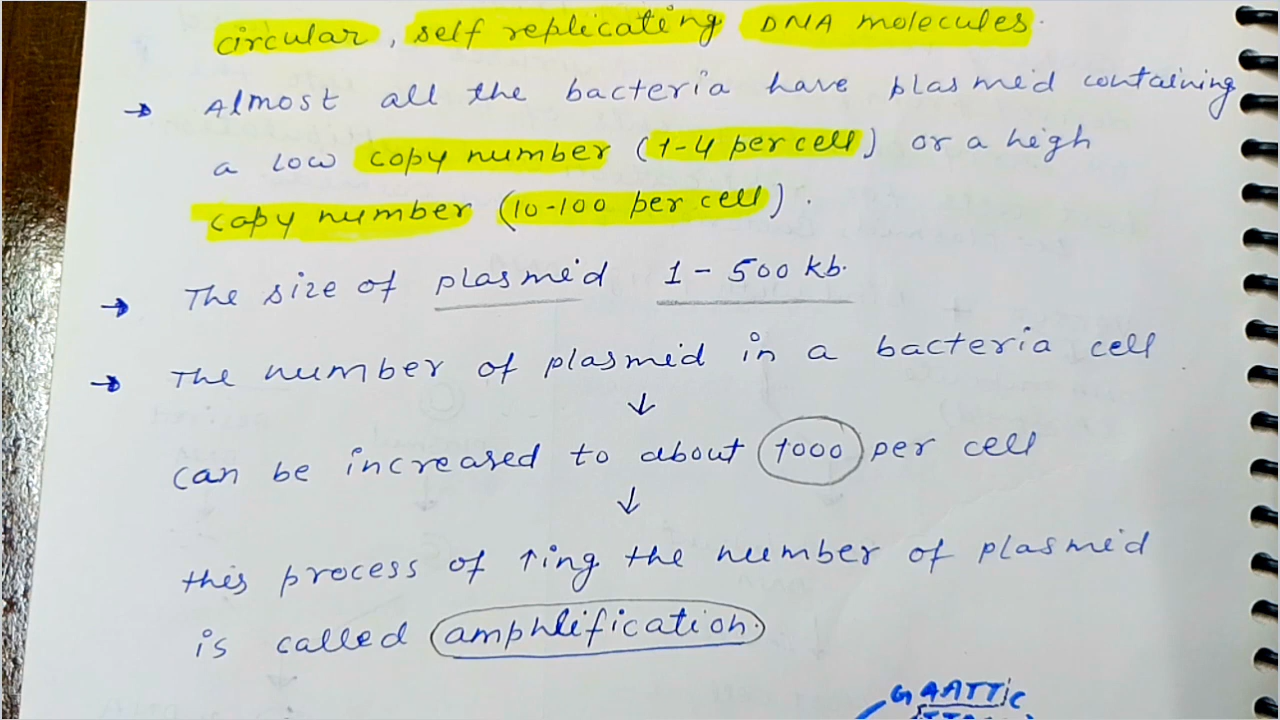 circular, self replicating DNA molecules.
→ Almost all the bacteria have plasmid containing
a low copy number (1-4 per cell) or a high
copy number (10-100 per cell).
→ The size of plasmid 1 - 500 kb.
→ The number of plasmid in a bacteria cell
↓
can be increased to about 1000 per cell
↓
this process of ↑ing the number of plasmid
is called amphlification.
GAATTC